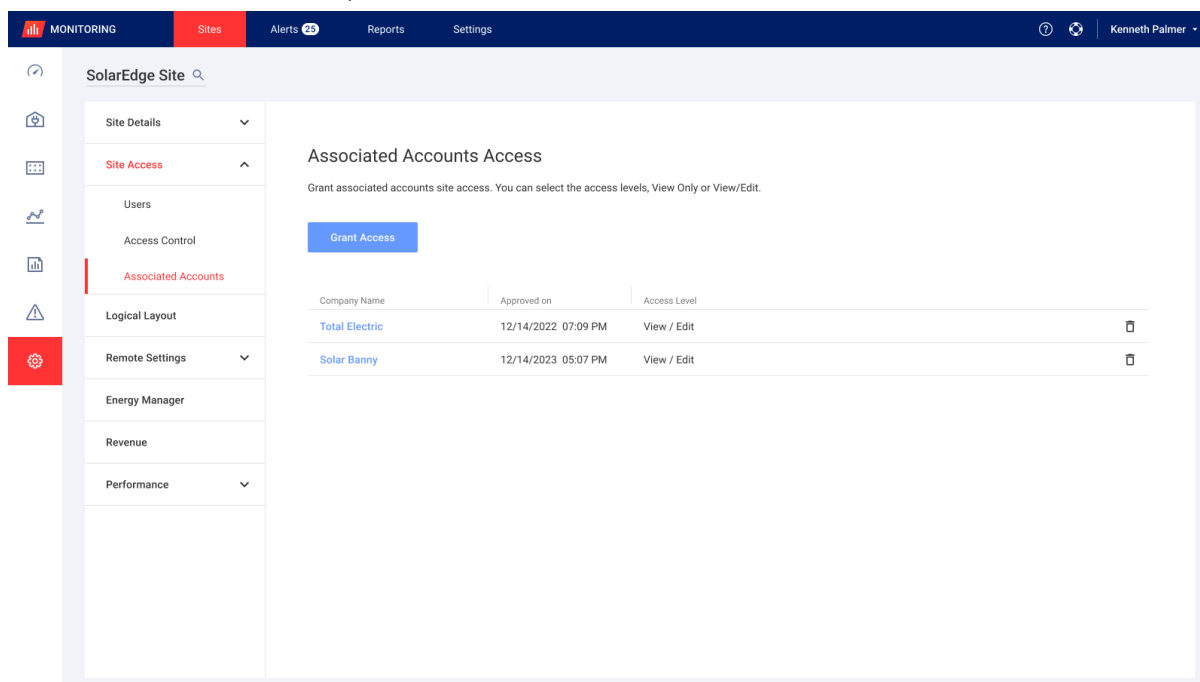 MONITORING Sites Alerts 25 Reports Settings Kenneth Palmer
SolarEdge Site
Site Details
Site Access
Users
Access Control
Associated Accounts
Logical Layout
Remote Settings
Energy Manager
Revenue
Performance
Associated Accounts Access
Grant associated accounts site access. You can select the access levels, View Only or View/Edit.
Grant Access
Company Name Approved on Access Level
Total Electric 12/14/2022 07:09 PM View / Edit
Solar Banny 12/14/2023 05:07 PM View / Edit